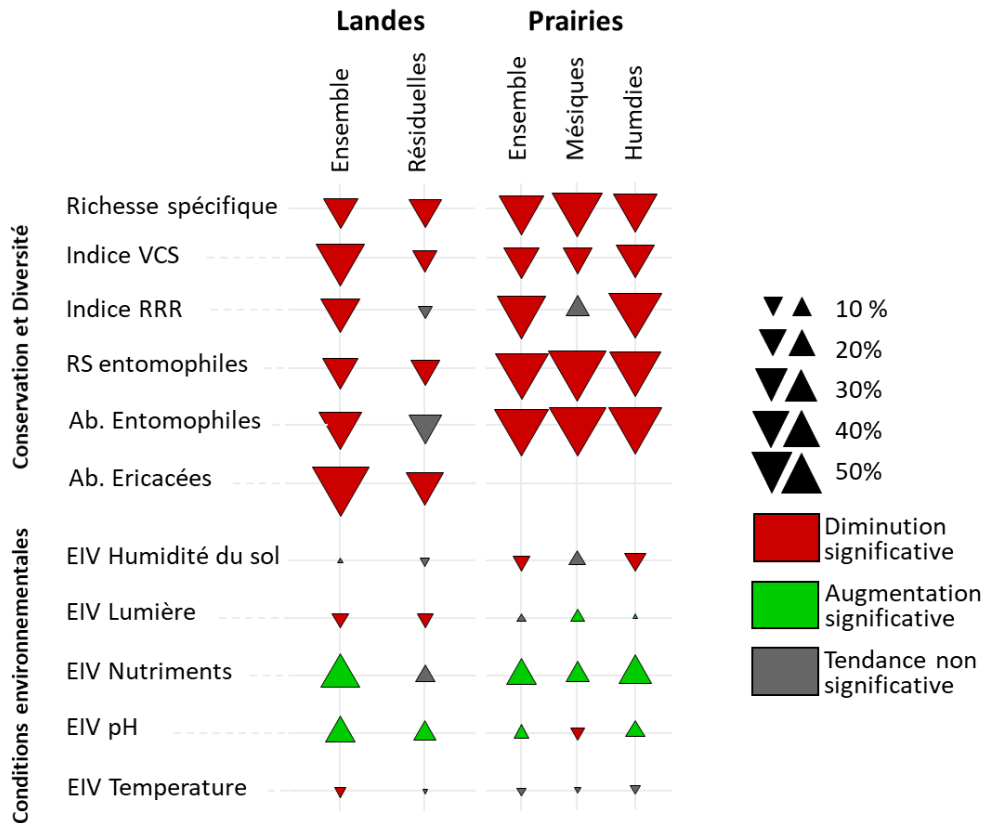 Landes
Prairies
Ensemble
Résiduelles
Ensemble
Mésiques
Humdies
Conservation et Diversité
Richesse spécifique
Indice VCS
Indice RRR
RS entomophiles
Ab. Entomophiles
Ab. Ericacées
Conditions environnementales
EIV Humidité du sol
EIV Lumière
EIV Nutriments
EIV pH
EIV Temperature
10 %
20%
30%
40%
50%
Diminution
significative
Augmentation
significative
Tendance non
significative